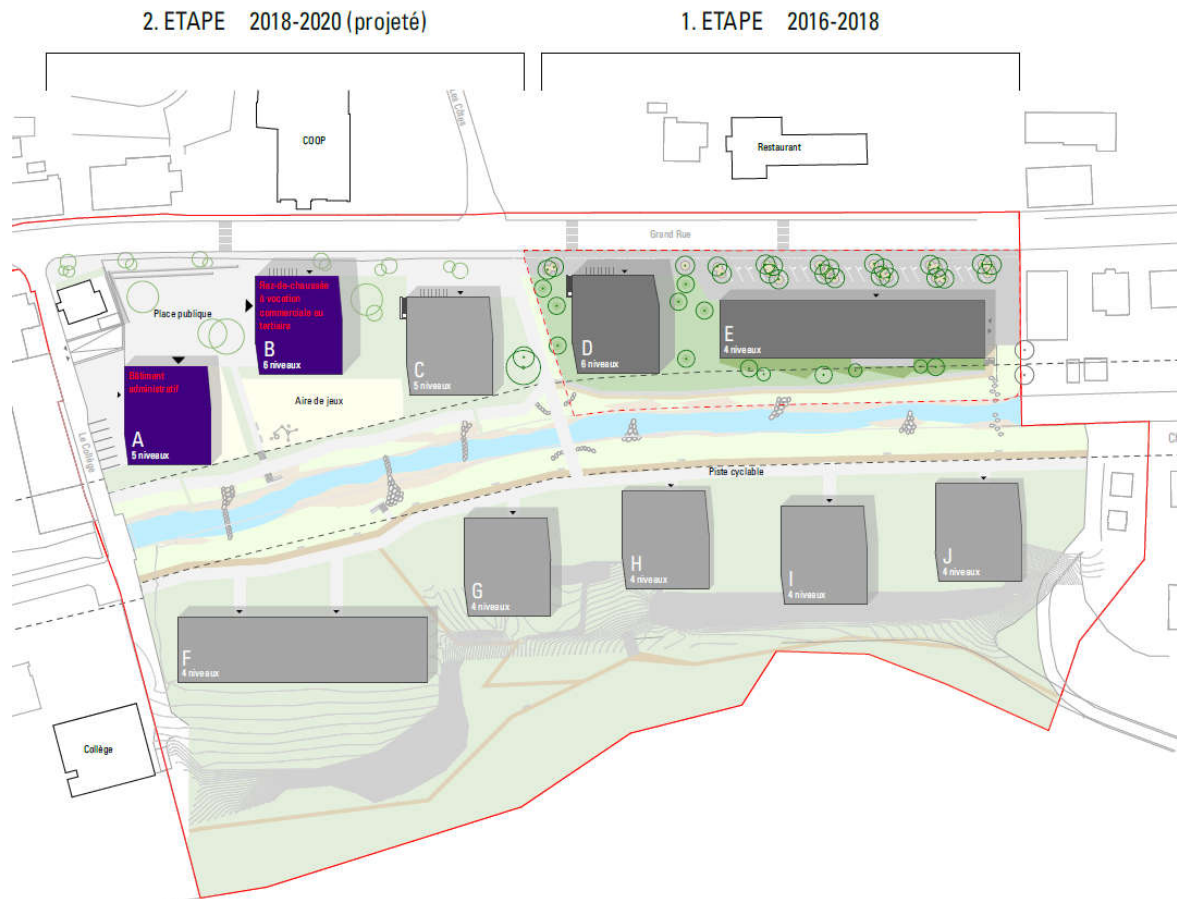 2. ETAPE 2018-2020 (projeté)
1. ETAPE 2016-2018
Les Côtes
COOP
Restaurant
Grand Rue
Place publique
Rez-de-chaussée
à vocation
commerciale ou
tertiaire
B
6 niveaux
C
5 niveaux
D
6 niveaux
E
4 niveaux
Bâtiment
administratif
A
5 niveaux
Aire de jeux
Le Collège
Piste cyclable
G
4 niveaux
H
4 niveaux
I
4 niveaux
J
4 niveaux
F
4 niveaux
Collège